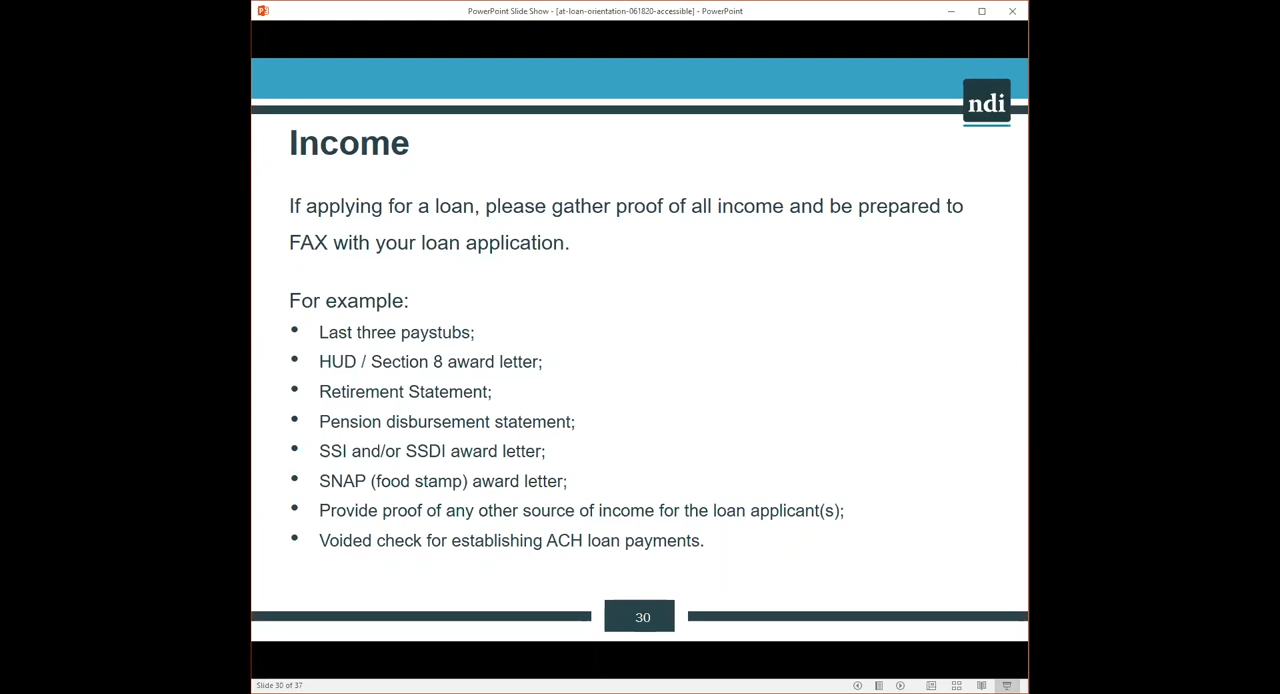 PowerPoint Slide Show - [at-loan-orientation-061820-accessible] - PowerPoint
ndi
Income
If applying for a loan, please gather proof of all income and be prepared to
FAX with your loan application.
For example:
• Last three paystubs;
• HUD / Section 8 award letter;
• Retirement Statement;
• Pension disbursement statement;
• SSI and/or SSDI award letter;
• SNAP (food stamp) award letter;
• Provide proof of any other source of income for the loan applicant(s);
• Voided check for establishing ACH loan payments.
30
Slide 30 of 37